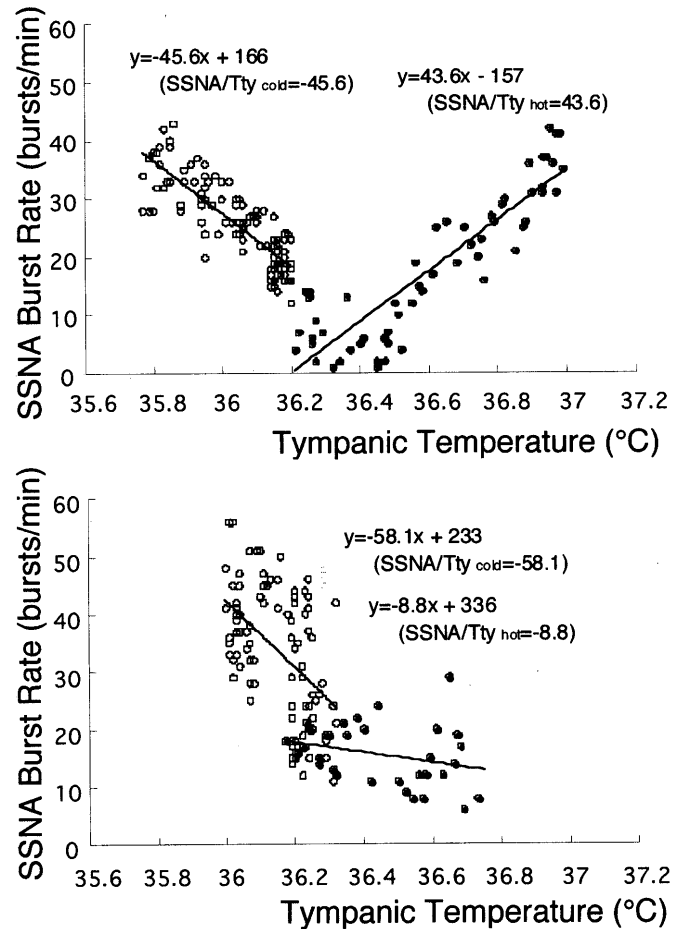 60
50
40
30
20
10
0
SSNA Burst Rate (bursts/min)
y=-45.6x + 166
(SSNA/Tty cold=-45.6)
y=43.6x - 157
(SSNA/Tty hot=43.6)
35.6 35.8 36 36.2 36.4 36.6 36.8 37 37.2
Tympanic Temperature (°C)
60
50
40
30
20
10
0
SSNA Burst Rate (bursts/min)
y=-58.1x + 233
(SSNA/Tty cold=-58.1)
y=-8.8x + 336
(SSNA/Tty hot=-8.8)
35.6 35.8 36 36.2 36.4 36.6 36.8 37 37.2
Tympanic Temperature (°C)